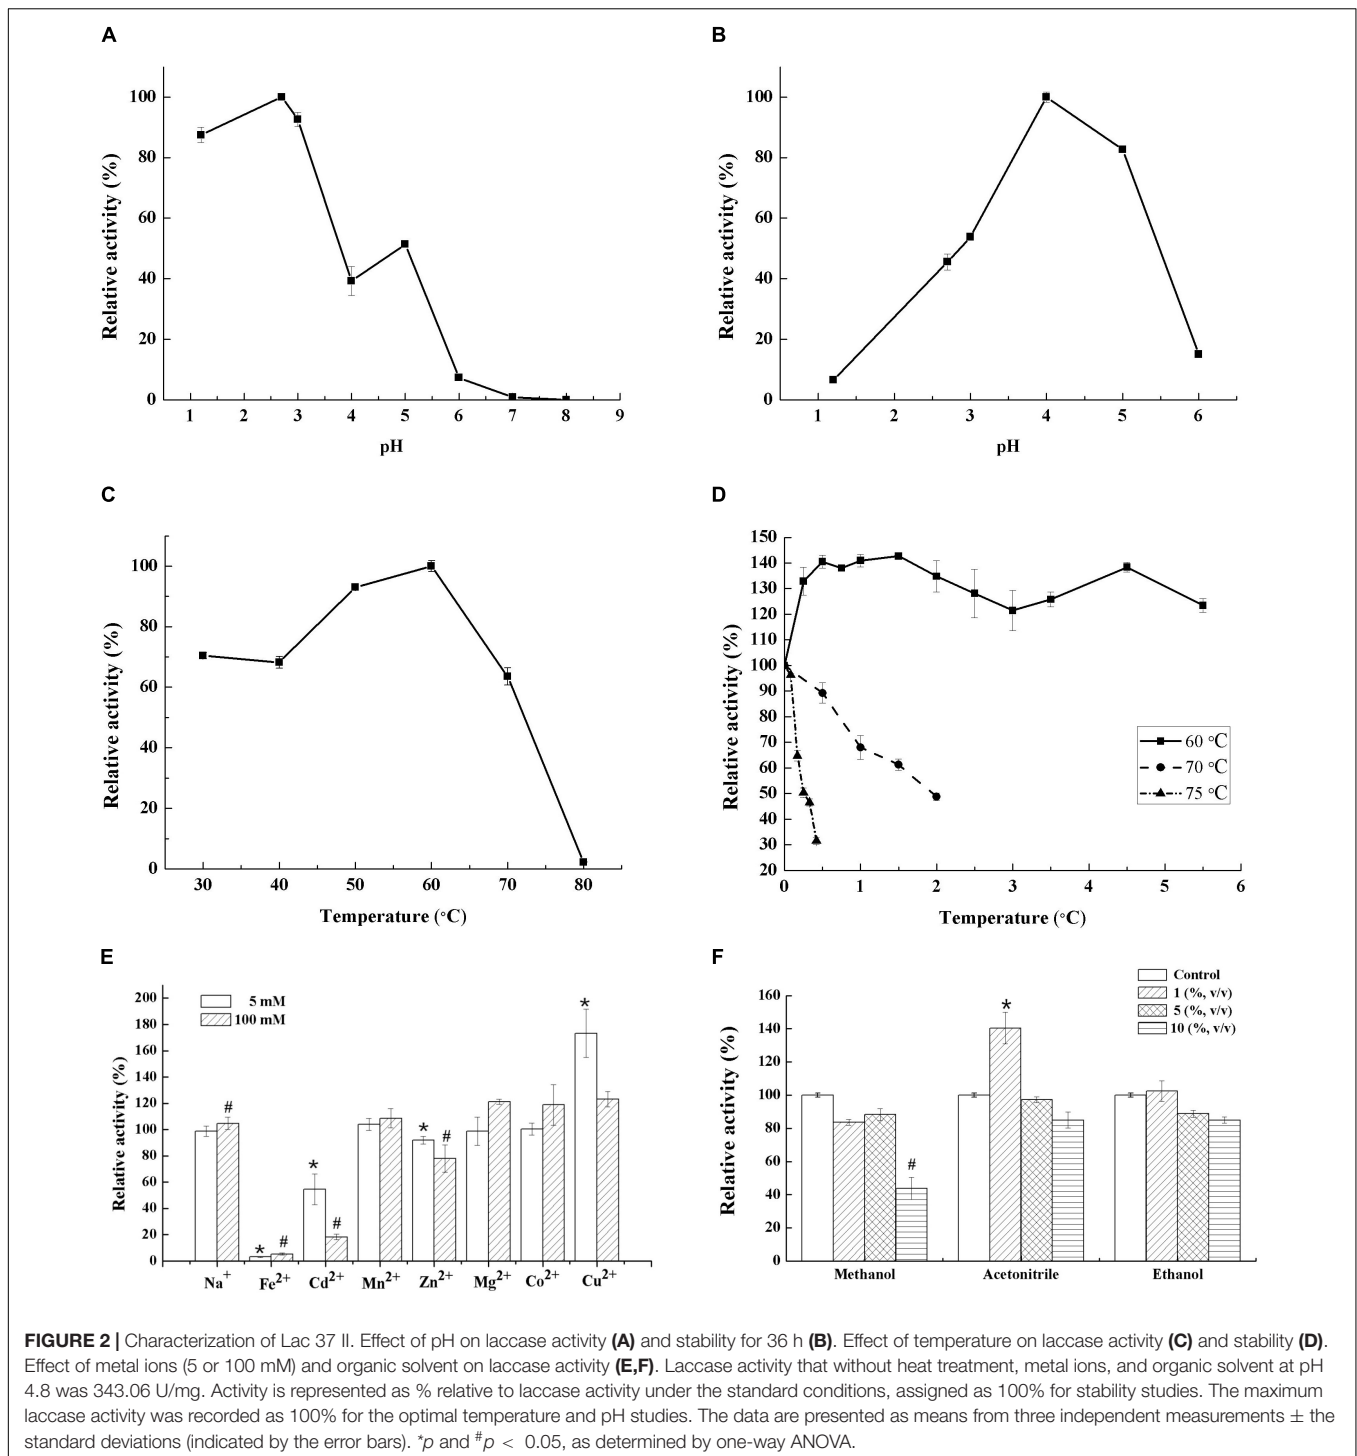 A
Relative activity (%)
100
80
60
40
20
0
1 2 3 4 5 6 7 8 9
pH
B
Relative activity (%)
100
80
60
40
20
0
1 2 3 4 5 6
pH
C
Relative activity (%)
100
80
60
40
20
0
30 40 50 60 70 80
Temperature (°C)
D
Relative activity (%)
150
140
130
120
110
100
90
80
70
60
50
40
30
20
0 1 2 3 4 5 6
Temperature (°C)
60 °C
70 °C
75 °C
E
Relative activity (%)
200
180
160
140
120
100
80
60
40
20
0
5 mM
100 mM
#
* #
* #
* #
*
Na⁺ Fe²⁺ Cd²⁺ Mn²⁺ Zn²⁺ Mg²⁺ Co²⁺ Cu²⁺
F
Relative activity (%)
160
140
120
100
80
60
40
20
0
Control
1 (%, v/v)
5 (%, v/v)
10 (%, v/v)
#
*
Methanol Acetonitrile Ethanol
FIGURE 2 | Characterization of Lac 37 II. Effect of pH on laccase activity (A) and stability for 36 h (B). Effect of temperature on laccase activity (C) and stability (D).
Effect of metal ions (5 or 100 mM) and organic solvent on laccase activity (E,F). Laccase activity that without heat treatment, metal ions, and organic solvent at pH
4.8 was 343.06 U/mg. Activity is represented as % relative to laccase activity under the standard conditions, assigned as 100% for stability studies. The maximum
laccase activity was recorded as 100% for the optimal temperature and pH studies. The data are presented as means from three independent measurements ± the
standard deviations (indicated by the error bars). *p and #p < 0.05, as determined by one-way ANOVA.